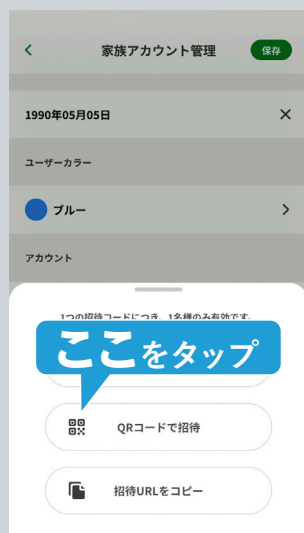 家族アカウント管理
保存
1990年05月05日
ユーザーカラー
ブルー
アカウント
1つの招待コードにつき、1名様のみ有効です。
ここをタップ
QRコードで招待
招待URLをコピー